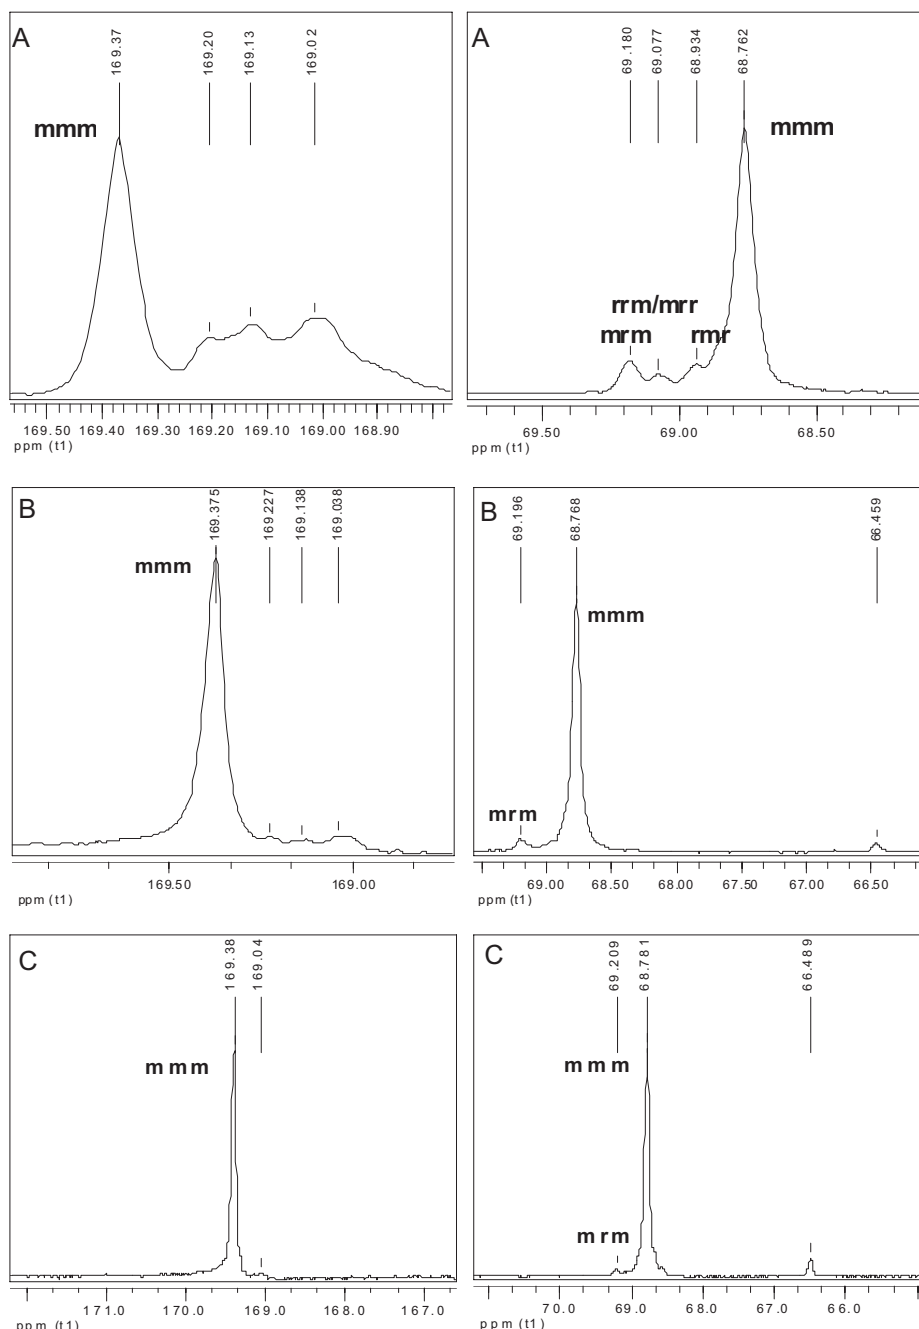 A
169.37
169.20
169.13
169.02
mmm
169.50 169.40 169.30 169.20 169.10 169.00 168.90
ppm (t1)
A
69.180
69.077
68.934
68.762
mmm
rrm/mrr
mrm rmr
69.50 69.00 68.50
ppm (t1)
B
169.375
169.227
169.138
169.038
mmm
169.50 169.00
ppm (t1)
B
69.196
68.768
66.459
mmm
mrm
69.00 68.50 68.00 67.50 67.00 66.50
ppm (t1)
C
169.38
169.04
mmm
171.0 170.0 169.0 168.0 167.0
ppm (t1)
C
69.209
68.781
66.489
mmm
mrm
70.0 69.0 68.0 67.0 66.0
ppm (t1)